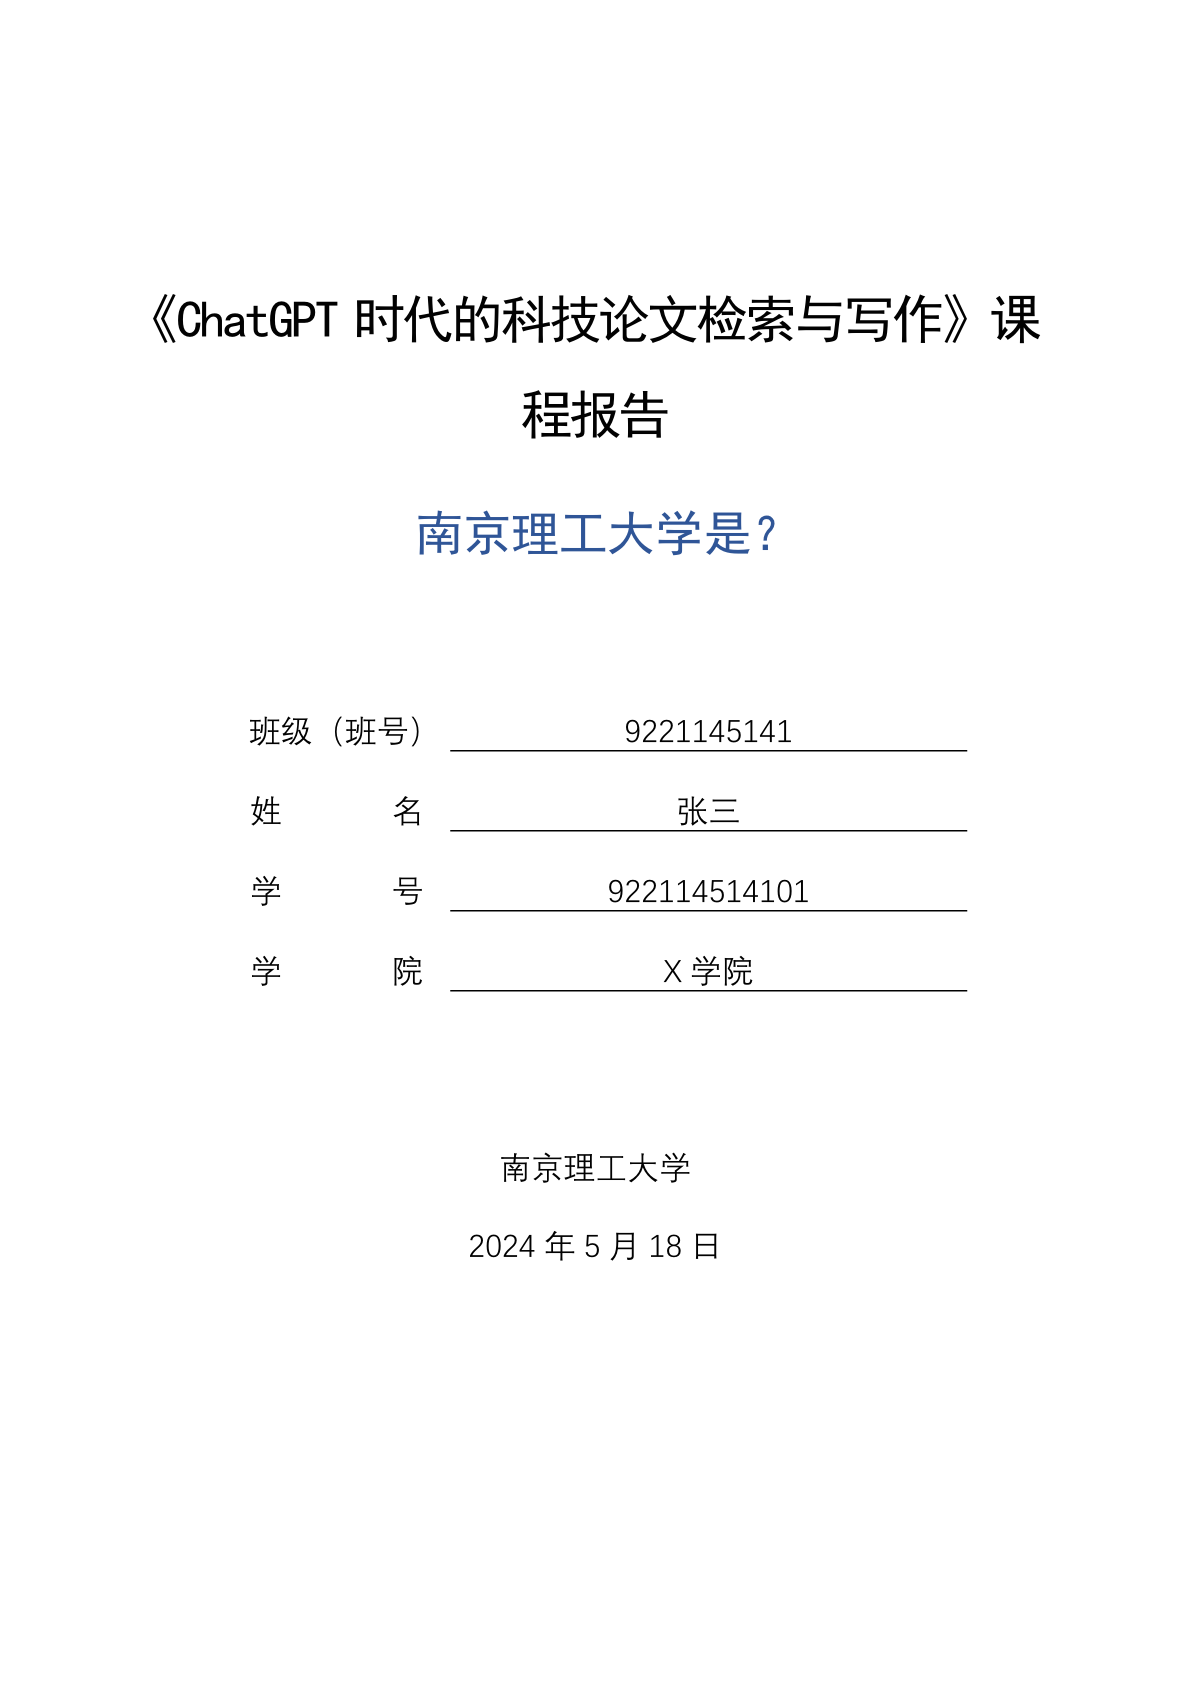 《ChatGPT 时代的科技论文检索与写作》课
程报告
南京理工大学是？
班级（班号） 9221145141
姓 名 张三
学 号 922114514101
学 院 X 学院
南京理工大学
2024 年 5 月 18 日